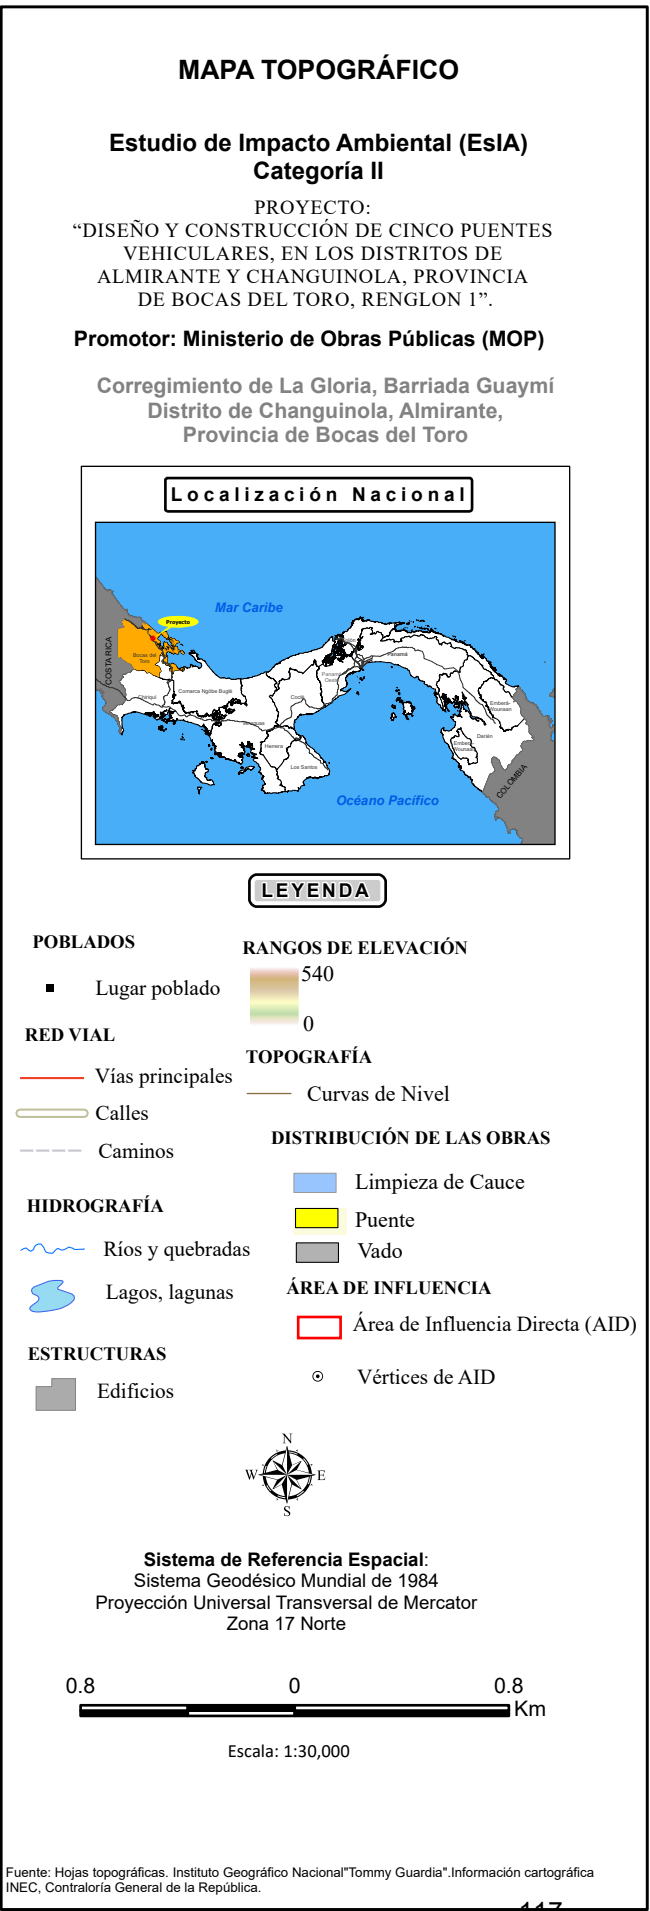 MAPA TOPOGRÁFICO
Estudio de Impacto Ambiental (EsIA)
Categoría II
PROYECTO:
“DISEÑO Y CONSTRUCCIÓN DE CINCO PUENTES
VEHICULARES, EN LOS DISTRITOS DE
ALMIRANTE Y CHANGUINOLA, PROVINCIA
DE BOCAS DEL TORO, RENGLON 1”.
Promotor: Ministerio de Obras Públicas (MOP)
Corregimiento de La Gloria, Barriada Guaymí
Distrito de Changuinola, Almirante,
Provincia de Bocas del Toro
Localización Nacional
Mar Caribe
Proyecto
COSTA RICA
Bocas del
Toro
Panamá
Panamá
Oeste
Chiriquí
Comarca Ngöbe Buglé
Coclé
Emberá-
Wounaan
Herrera
Darién
Los Santos
COLOMBIA
Océano Pacífico
LEYENDA
POBLADOS
Lugar poblado
RED VIAL
Vías principales
Calles
Caminos
HIDROGRAFÍA
Ríos y quebradas
Lagos, lagunas
ESTRUCTURAS
Edificios
RANGOS DE ELEVACIÓN
540
0
TOPOGRAFÍA
Curvas de Nivel
DISTRIBUCIÓN DE LAS OBRAS
Limpieza de Cauce
Puente
Vado
ÁREA DE INFLUENCIA
Área de Influencia Directa (AID)
Vértices de AID
N
W E
S
Sistema de Referencia Espacial:
Sistema Geodésico Mundial de 1984
Proyección Universal Transversal de Mercator
Zona 17 Norte
0.8 0 0.8
Km
Escala: 1:30,000
Fuente: Hojas topográficas. Instituto Geográfico Nacional"Tommy Guardia".Información cartográfica
INEC, Contraloría General de la República.